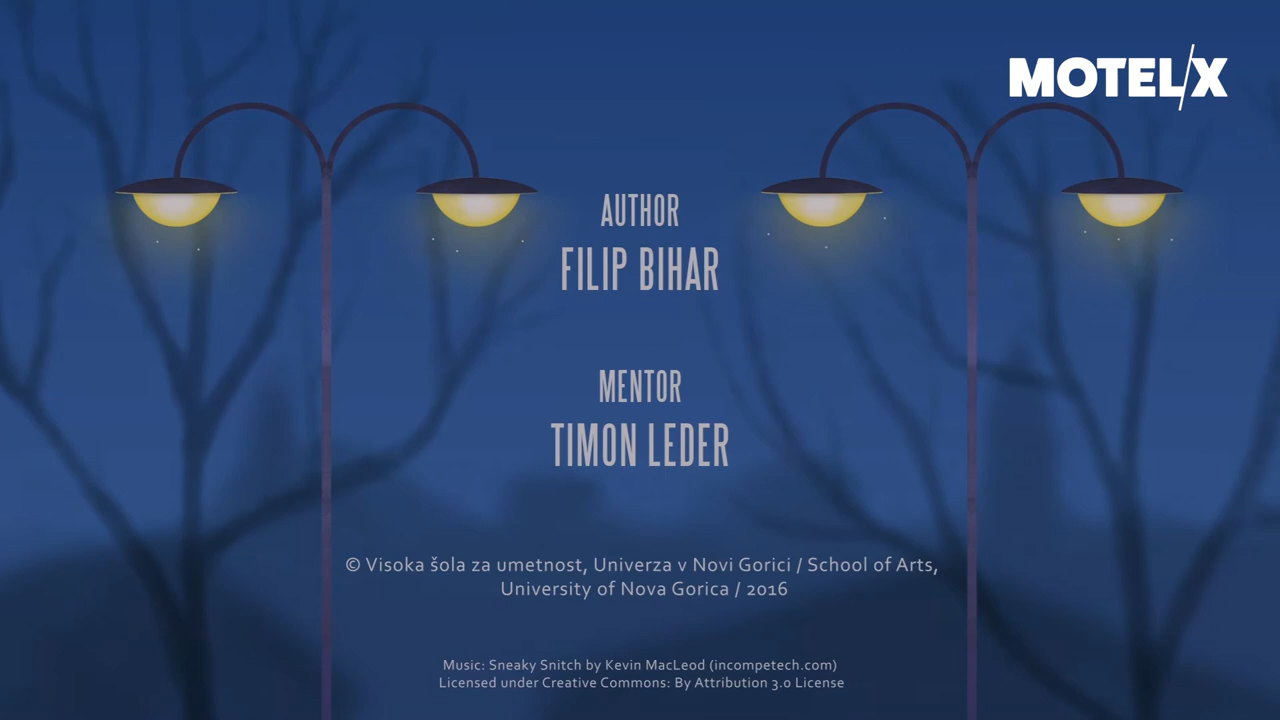 MOTEL/X
AUTHOR
FILIP BIHAR
MENTOR
TIMON LEDER
© Visoka šola za umetnost, Univerza v Novi Gorici / School of Arts,
University of Nova Gorica / 2016
Music: Sneaky Snitch by Kevin MacLeod (incompetech.com)
Licensed under Creative Commons: By Attribution 3.0 License